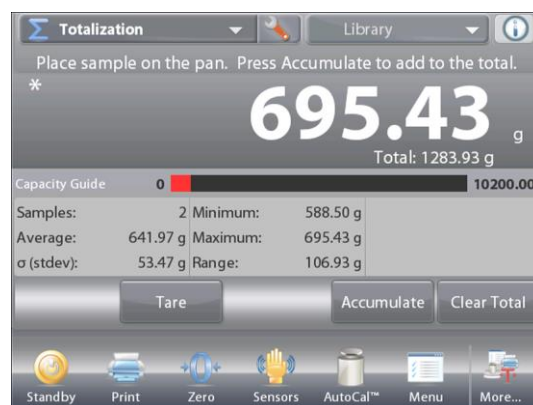 Σ Totalization Library
Place sample on the pan. Press Accumulate to add to the total.
*
695.43 g
Total: 1283.93 g
Capacity Guide 0 10200.00
Samples: 2 Minimum: 588.50 g
Average: 641.97 g Maximum: 695.43 g
σ (stdev): 53.47 g Range: 106.93 g
Tare Accumulate Clear Total
Standby Print Zero Sensors AutoCal™ Menu More...